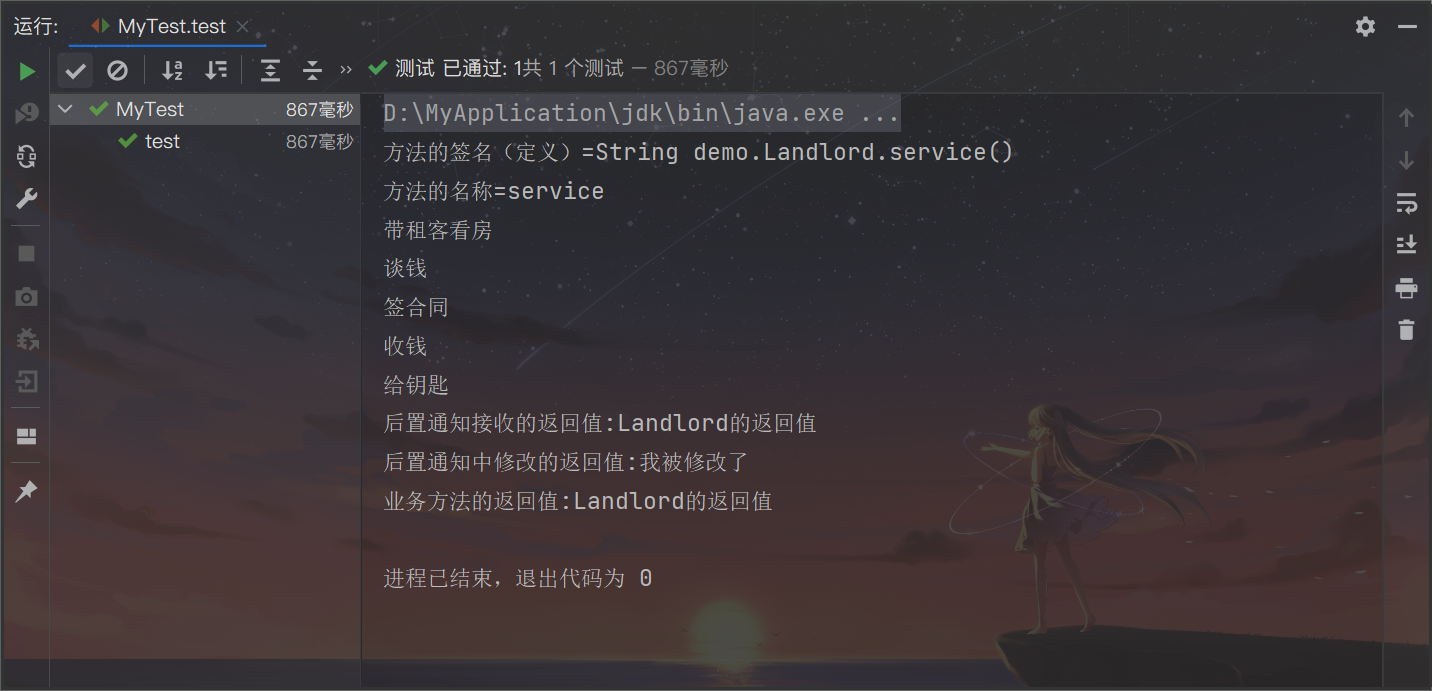 运行: MyTest.test
测试 已通过: 1共 1 个测试 – 867毫秒
MyTest 867毫秒
test 867毫秒
D:\MyApplication\jdk\bin\java.exe ...
方法的签名（定义）=String demo.Landlord.service()
方法的名称=service
带租客看房
谈钱
签合同
收钱
给钥匙
后置通知接收的返回值:Landlord的返回值
后置通知中修改的返回值:我被修改了
业务方法的返回值:Landlord的返回值
进程已结束，退出代码为 0